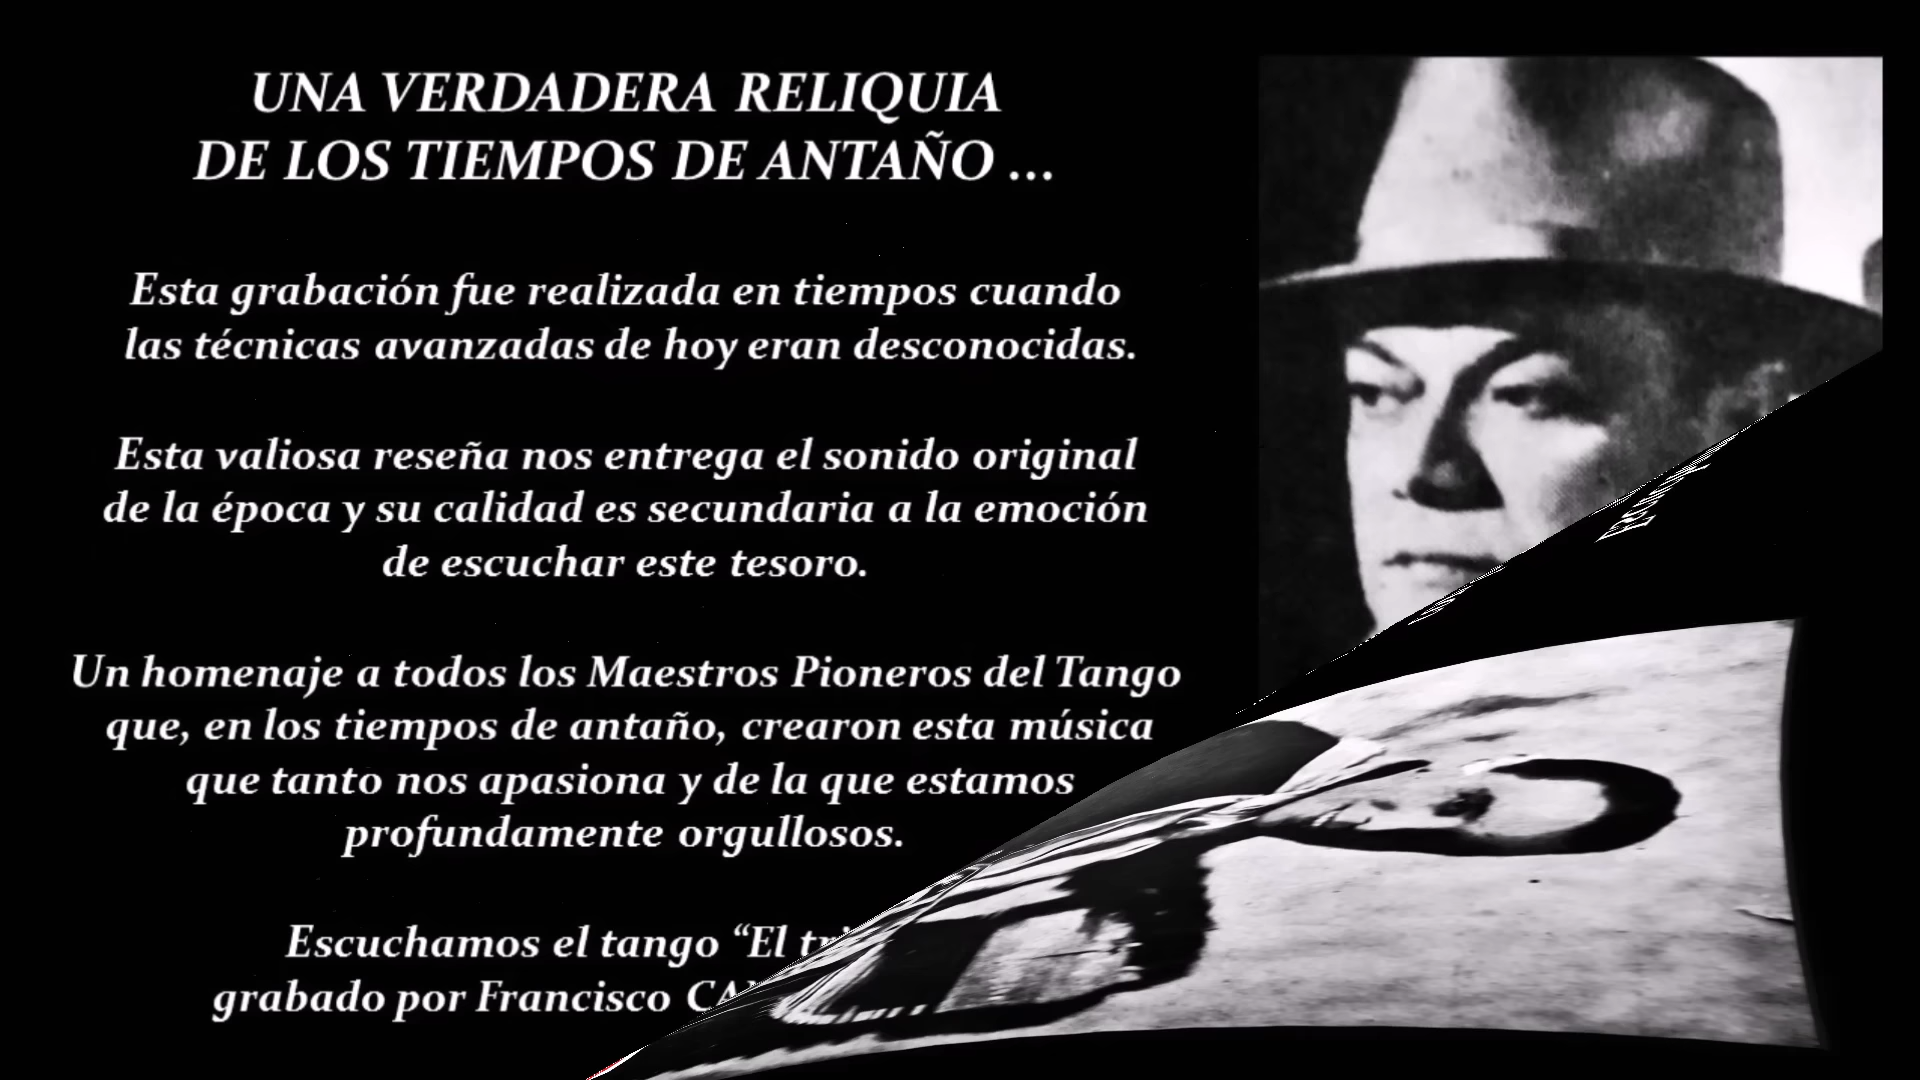 UNA VERDADERA RELIQUIA
DE LOS TIEMPOS DE ANTAÑO ...
Esta grabación fue realizada en tiempos cuando
las técnicas avanzadas de hoy eran desconocidas.
Esta valiosa reseña nos entrega el sonido original
de la época y su calidad es secundaria a la emoción
de escuchar este tesoro.
Un homenaje a todos los Maestros Pioneros del Tango
que, en los tiempos de antaño, crearon esta música
que tanto nos apasiona y de la que estamos
profundamente orgullosos.
Escuchamos el tango “El
grabado por Francisco